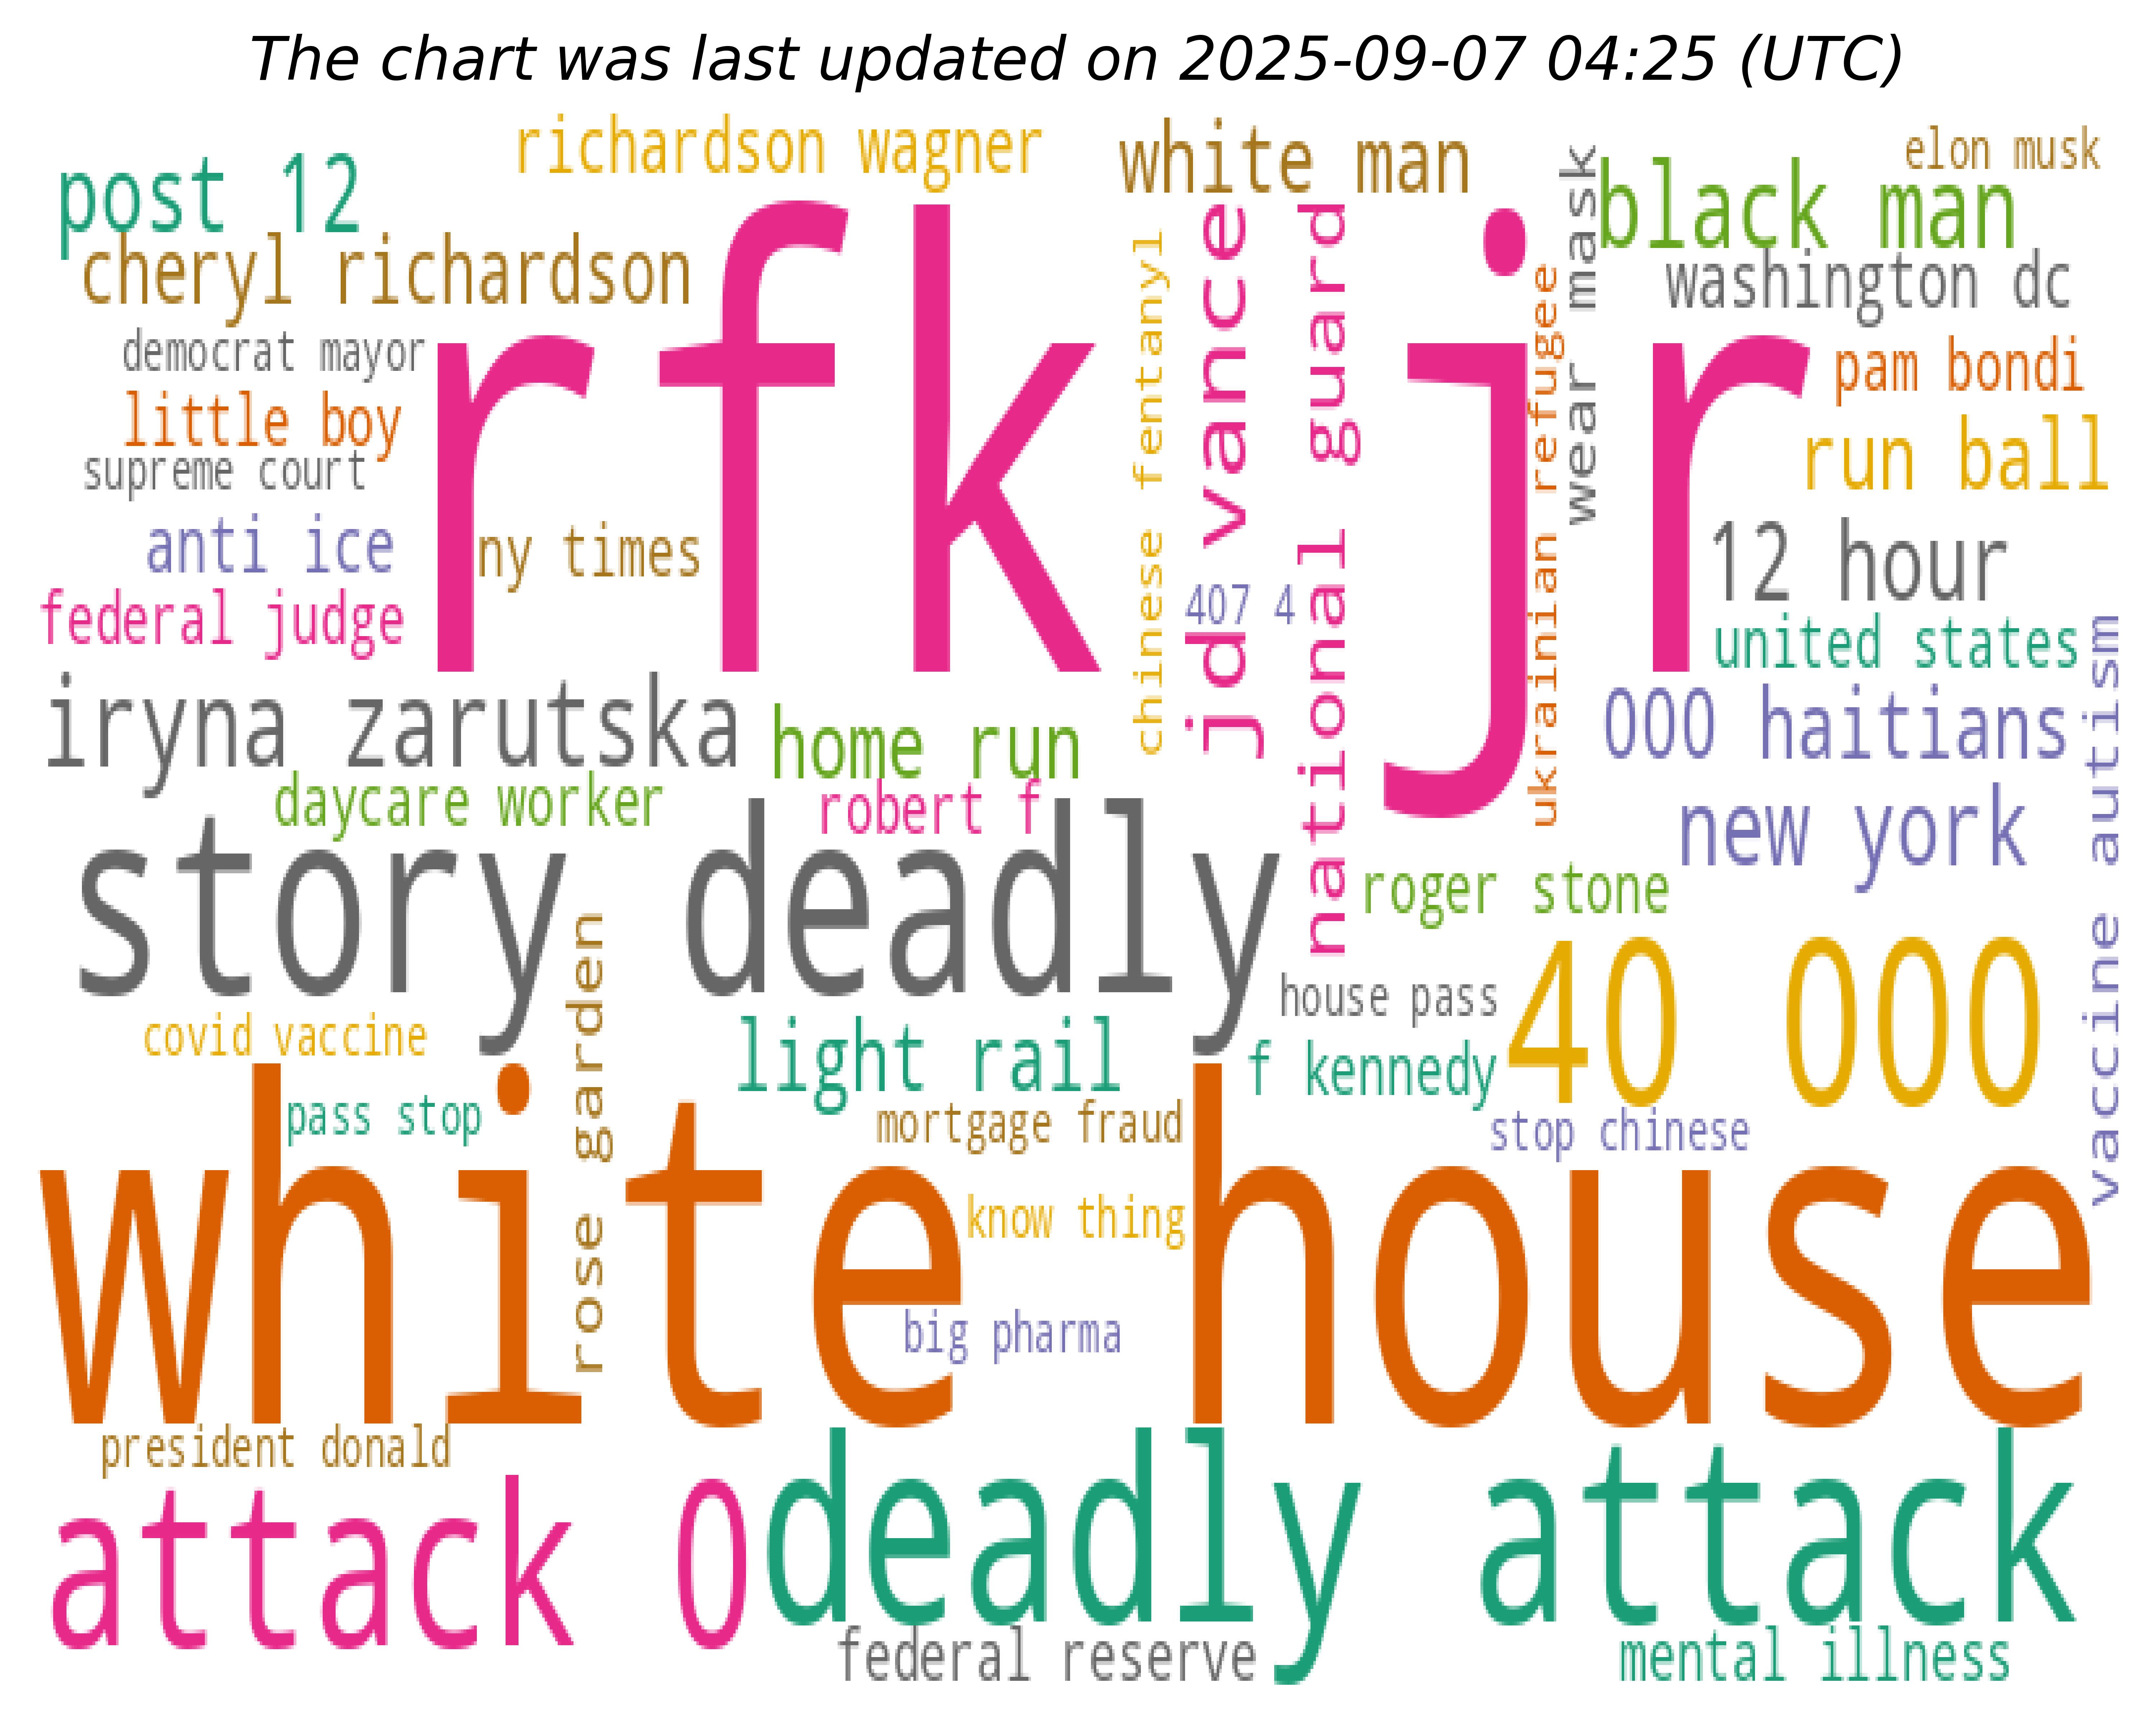 The chart was last updated on 2025-09-07 04:25 (UTC)
richardson wagner
white man
elon musk
post 12
black man
cheryl richardson
washington dc
rfk jr
wear mask
jd vance
national guard
chinese fentanyl
ukrainian refugee
democrat mayor
pam bondi
little boy
run ball
supreme court
anti ice
ny times
12 hour
federal judge
407 4
united states
iryna zarutska
home run
000 haitians
vaccine autism
daycare worker
robert f
new york
story deadly
roger stone
rose garden
house pass
40 000
covid vaccine
light rail
f kennedy
pass stop
mortgage fraud
stop chinese
white house
know thing
big pharma
president donald
attack 0
deadly attack
federal reserve
mental illness